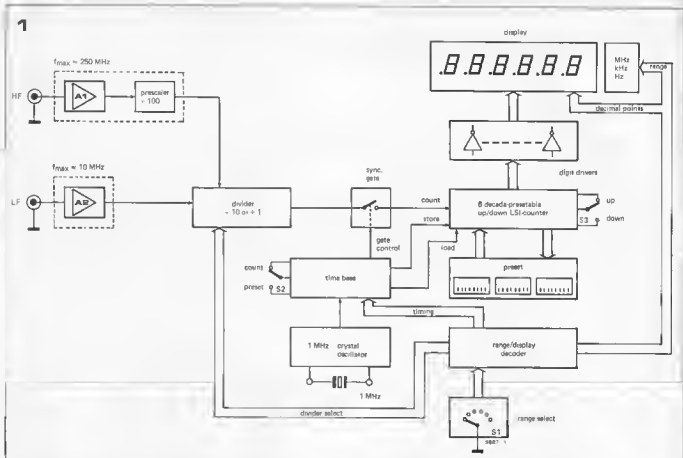 1
display
fmax ≈ 250 MHz
MHz
kHz
Hz
range
HF
A1
prescaler
÷ 100
decimal points
fmax ≈ 10 MHz
sync.
gate
digit drivers
LF
A2
divider
÷ 10 or ÷ 1
count
store
6 decade-presetable
up/down LSI-counter
up
S3
down
gate
control
load
count
S2
preset
time base
preset
timing
1 MHz crystal
oscillator
range/display
decoder
1 MHz
divider select
S1
range select